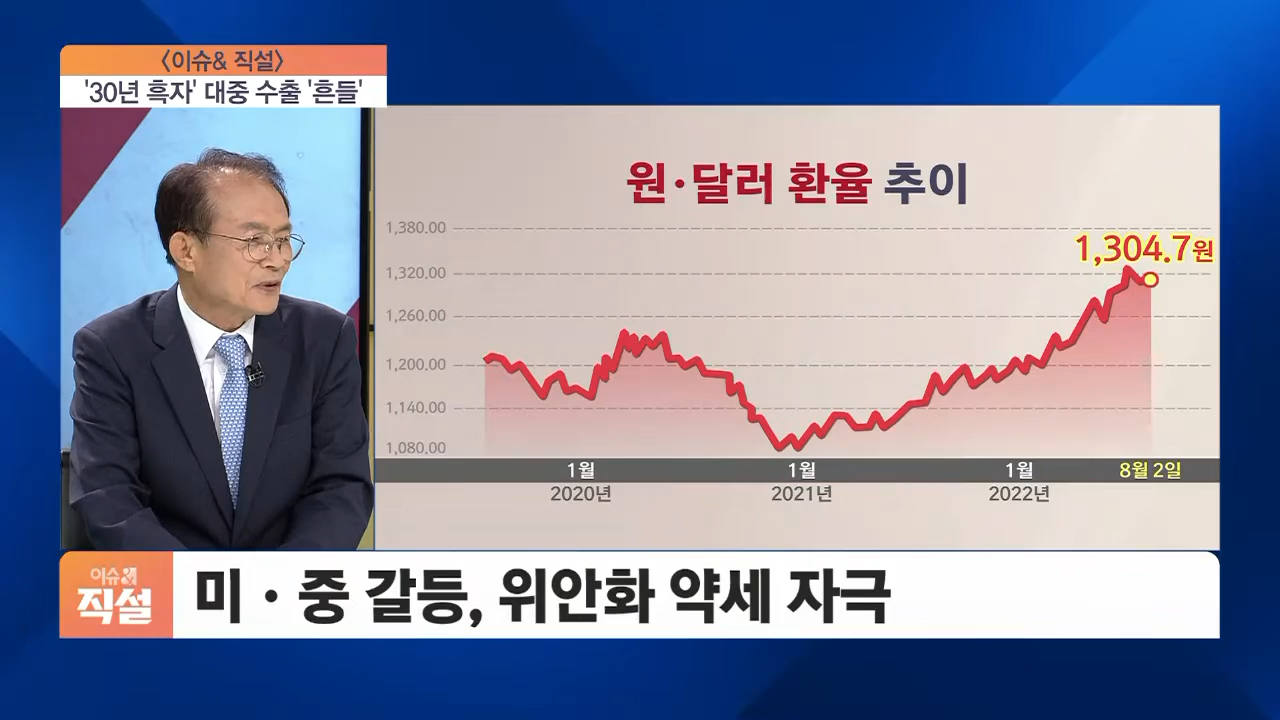 <이슈& 직설>
'30년 흑자' 대중 수출 '흔들'
원·달러 환율 추이
1,380.00
1,304.7원
1,320.00
1,260.00
1,200.00
1,140.00
1,080.00
1월 1월 1월 8월 2일
2020년 2021년 2022년
이슈&
직설
미·중 갈등, 위안화 약세 자극